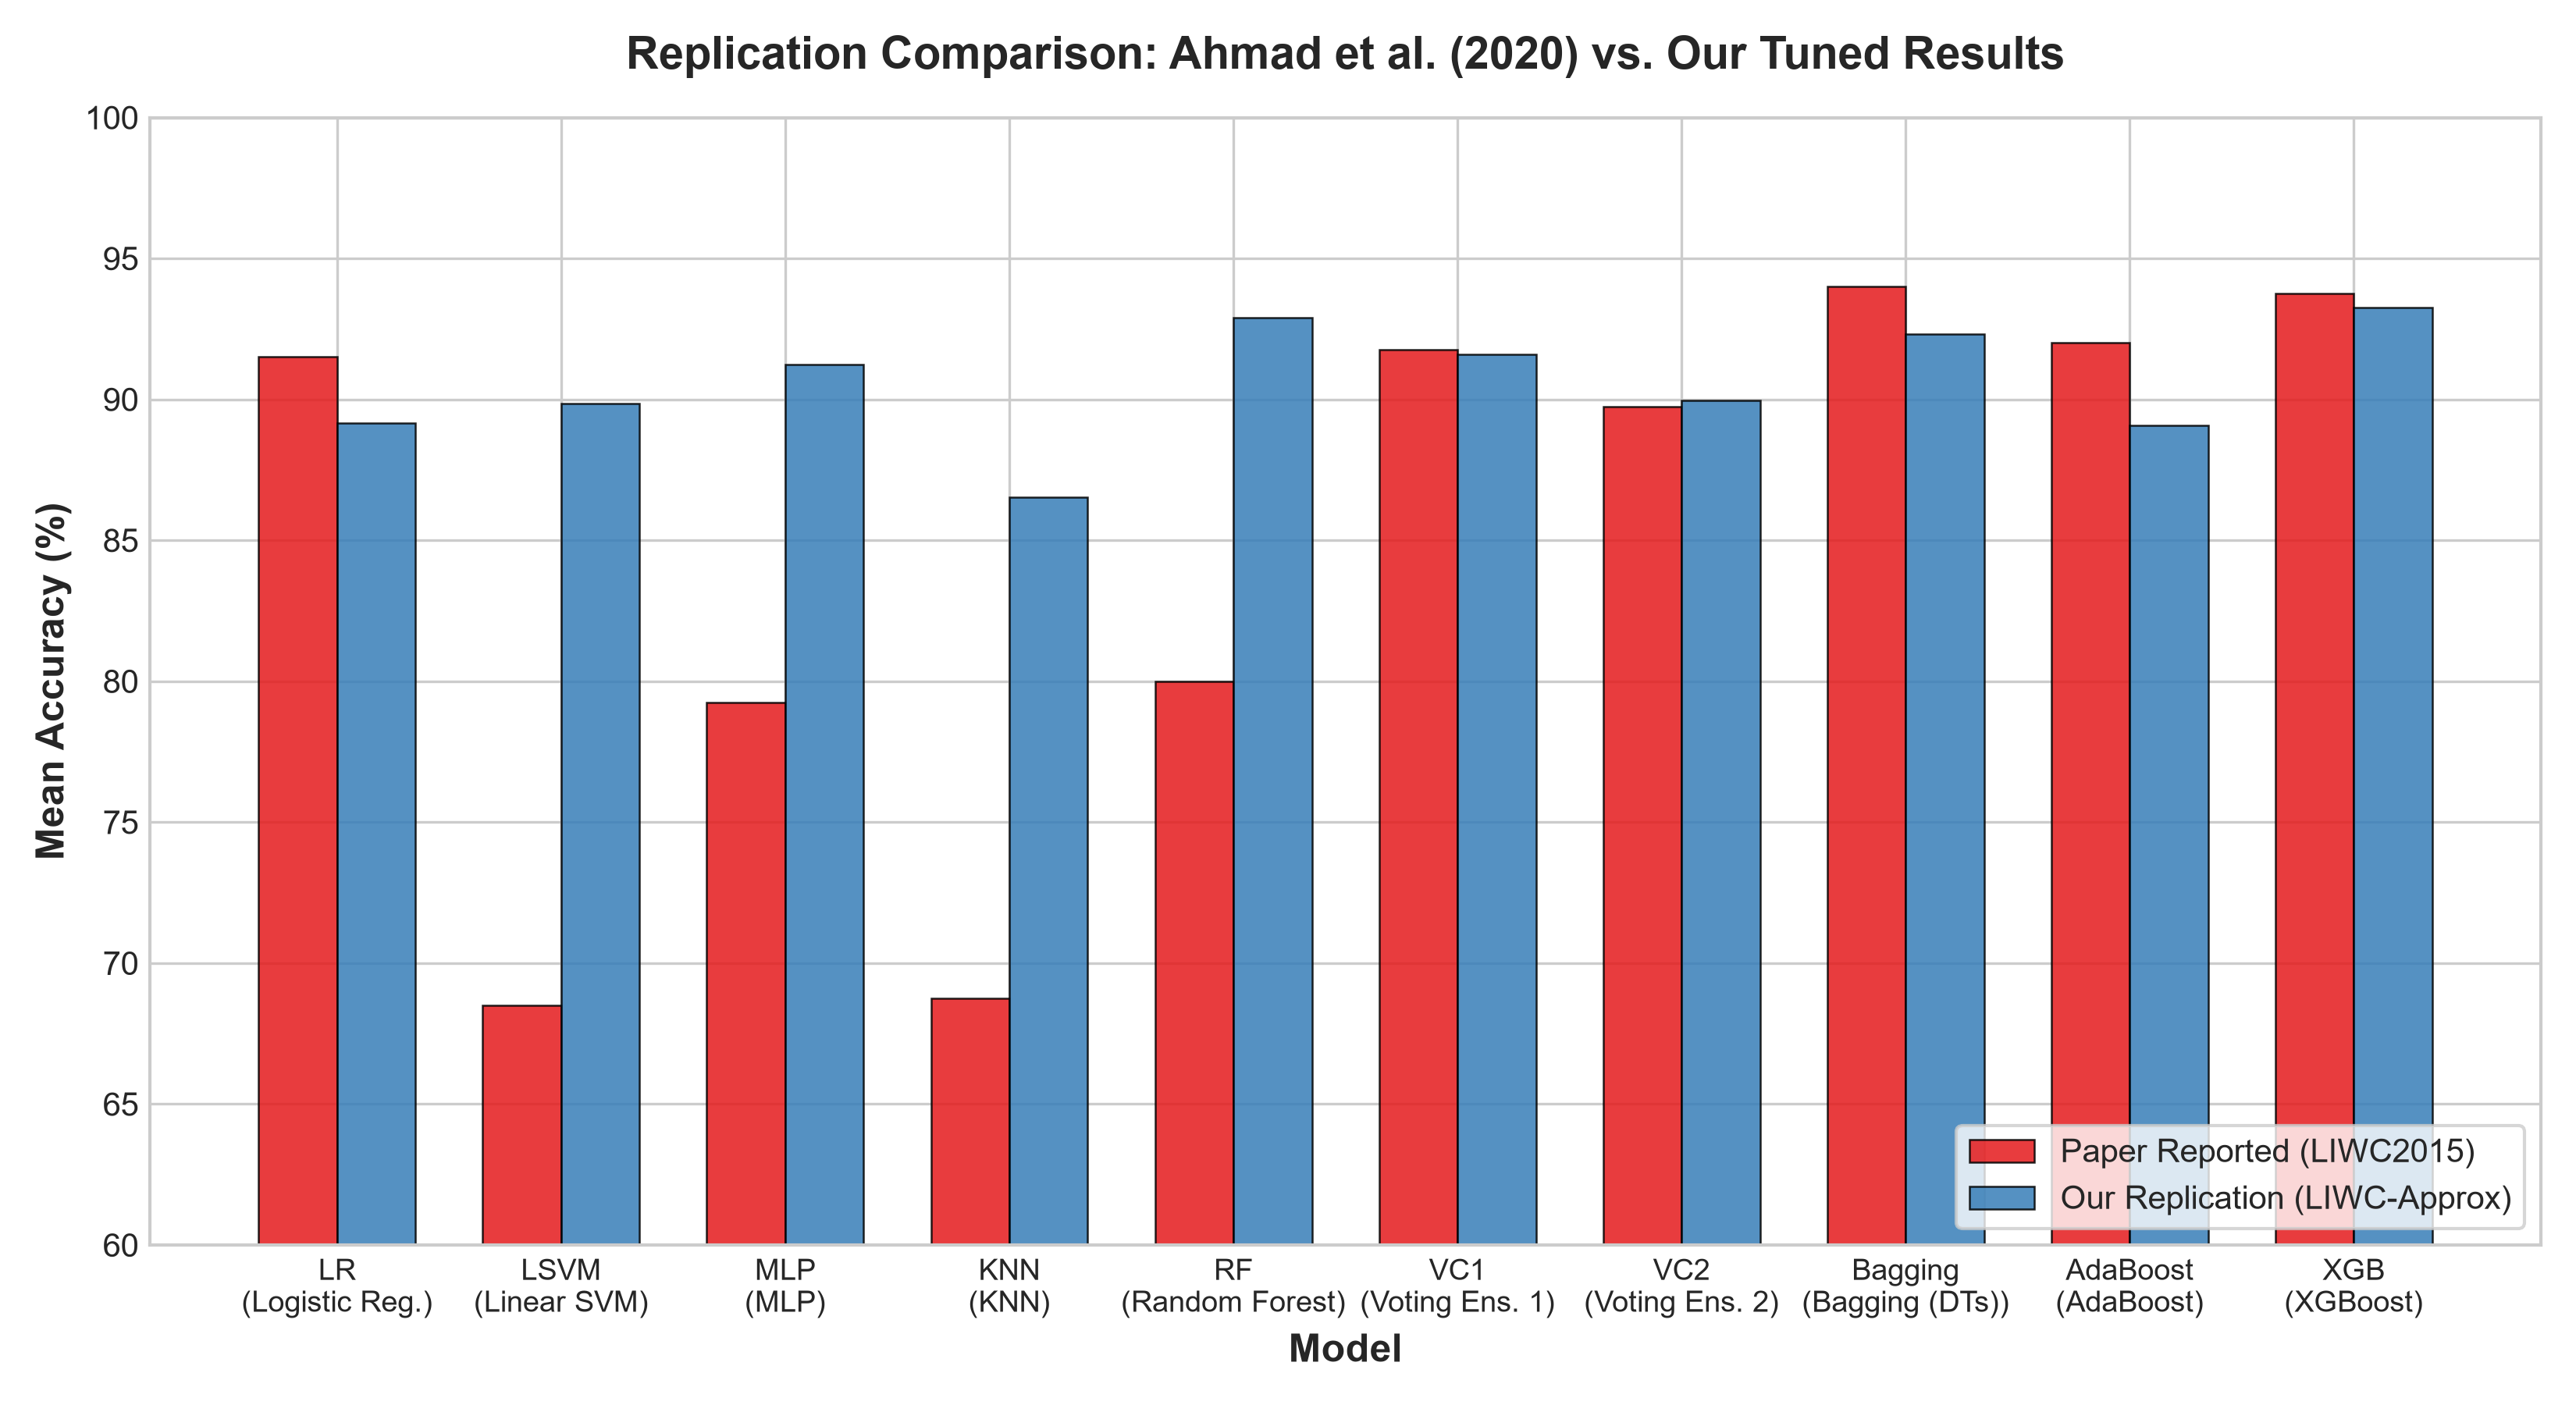 Replication Comparison: Ahmad et al. (2020) vs. Our Tuned Results
Mean Accuracy (%)
100
95
90
85
80
75
70
65
60
LR
(Logistic Reg.)
LSVM
(Linear SVM)
MLP
(MLP)
KNN
(KNN)
RF
(Random Forest)
VC1
(Voting Ens. 1)
VC2
(Voting Ens. 2)
Bagging
(Bagging (DTs))
AdaBoost
(AdaBoost)
XGB
(XGBoost)
Model
Paper Reported (LIWC2015)
Our Replication (LIWC-Approx)